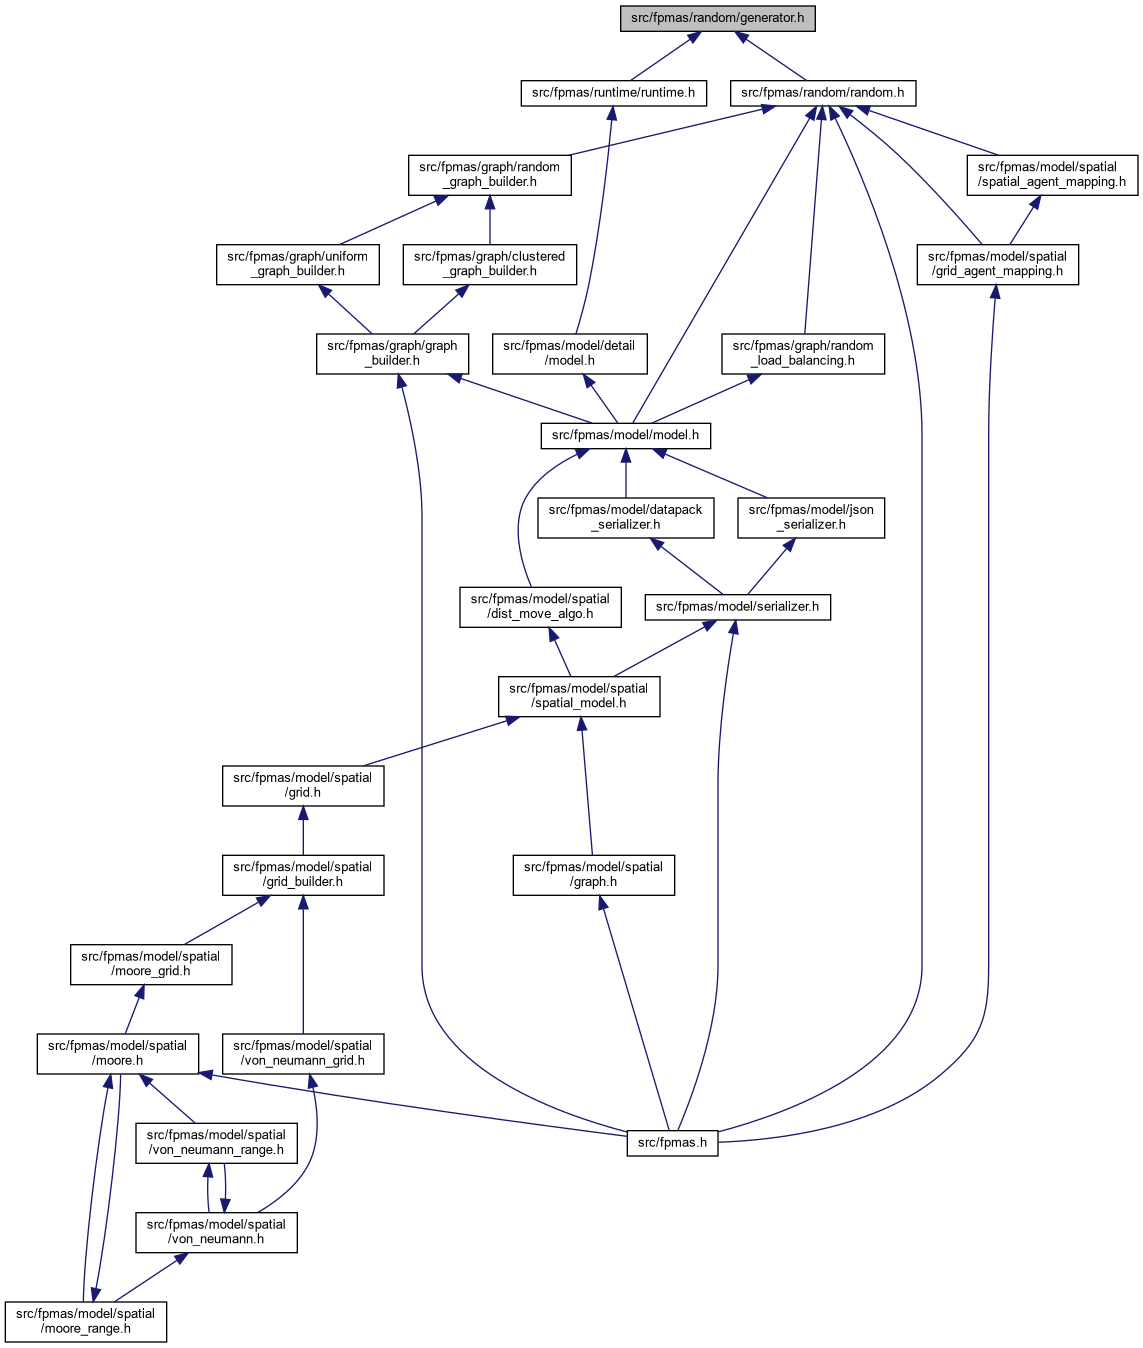 src/fpmas/random/generator.h
src/fpmas/runtime/runtime.h
src/fpmas/random/random.h
src/fpmas/graph/random
_graph_builder.h
src/fpmas/model/spatial
/spatial_agent_mapping.h
src/fpmas/graph/uniform
_graph_builder.h
src/fpmas/graph/clustered
_graph_builder.h
src/fpmas/model/spatial
/grid_agent_mapping.h
src/fpmas/graph/graph
_builder.h
src/fpmas/model/detail
/model.h
src/fpmas/graph/random
_load_balancing.h
src/fpmas/model/model.h
src/fpmas/model/datapack
_serializer.h
src/fpmas/model/json
_serializer.h
src/fpmas/model/spatial
/dist_move_algo.h
src/fpmas/model/serializer.h
src/fpmas/model/spatial
/spatial_model.h
src/fpmas/model/spatial
/grid.h
src/fpmas/model/spatial
/grid_builder.h
src/fpmas/model/spatial
/graph.h
src/fpmas/model/spatial
/moore_grid.h
src/fpmas/model/spatial
/moore.h
src/fpmas/model/spatial
/von_neumann_grid.h
src/fpmas/model/spatial
/von_neumann_range.h
src/fpmas.h
src/fpmas/model/spatial
/von_neumann.h
src/fpmas/model/spatial
/moore_range.h